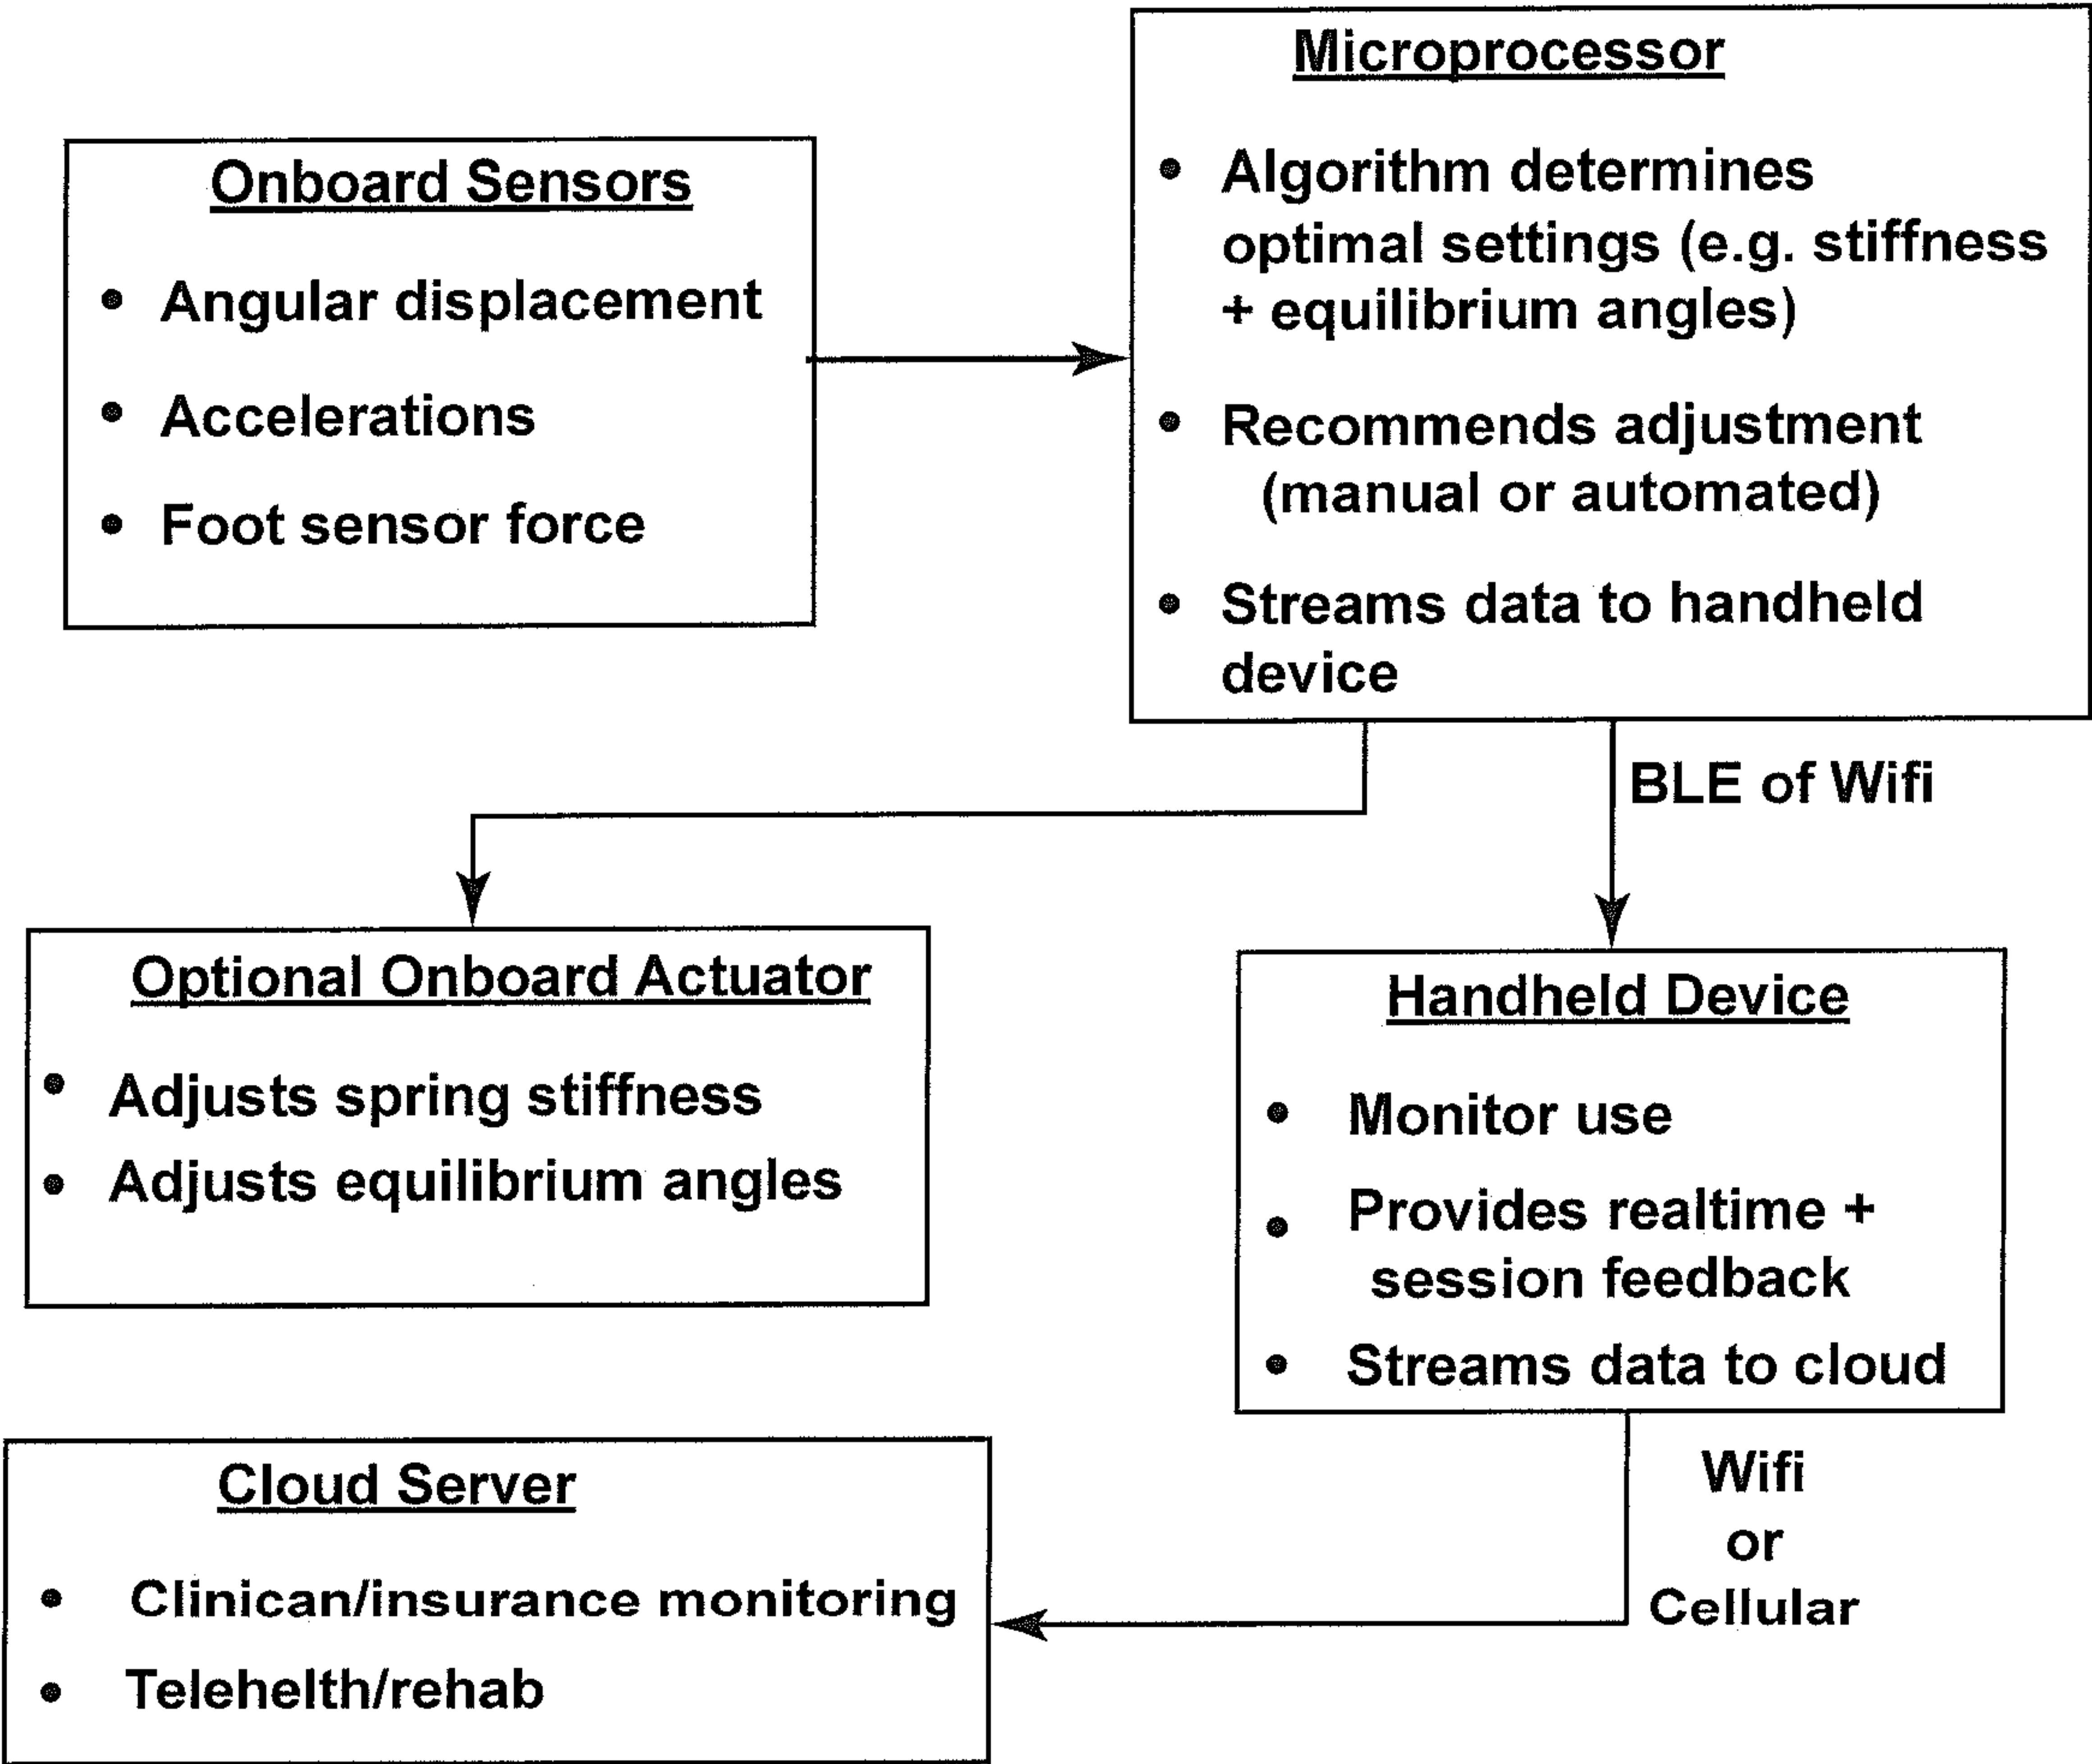 Microprocessor
• Algorithm determines
optimal settings (e.g. stiffness
+ equilibrium angles)
• Recommends adjustment
(manual or automated)
• Streams data to handheld
device
Onboard Sensors
• Angular displacement
• Accelerations
• Foot sensor force
BLE of Wifi
Optional Onboard Actuator
• Adjusts spring stiffness
• Adjusts equilibrium angles
Handheld Device
• Monitor use
• Provides realtime +
session feedback
• Streams data to cloud
Wifi
or
Cellular
Cloud Server
• Clinican/insurance monitoring
• Telehelth/rehab